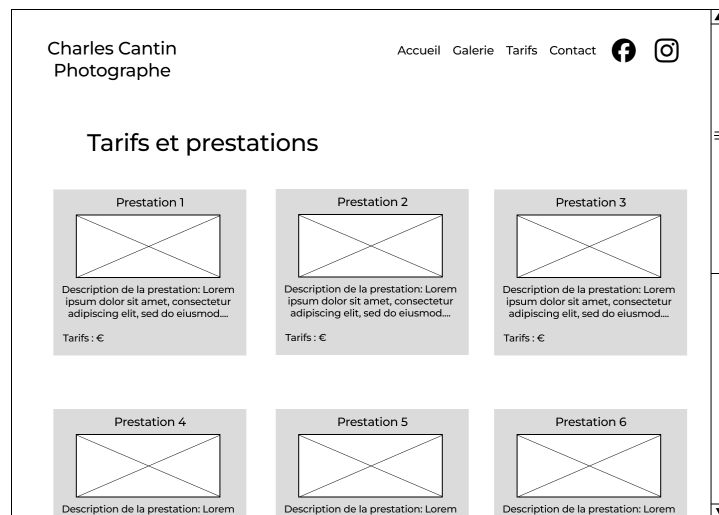 Charles Cantin
Photographe
Accueil Galerie Tarifs Contact
Tarifs et prestations
Prestation 1
Description de la prestation: Lorem
ipsum dolor sit amet, consectetur
adipiscing elit, sed do eiusmod....
Tarifs : €
Prestation 2
Description de la prestation: Lorem
ipsum dolor sit amet, consectetur
adipiscing elit, sed do eiusmod....
Tarifs : €
Prestation 3
Description de la prestation: Lorem
ipsum dolor sit amet, consectetur
adipiscing elit, sed do eiusmod....
Tarifs : €
Prestation 4
Description de la prestation: Lorem
Prestation 5
Description de la prestation: Lorem
Prestation 6
Description de la prestation: Lorem